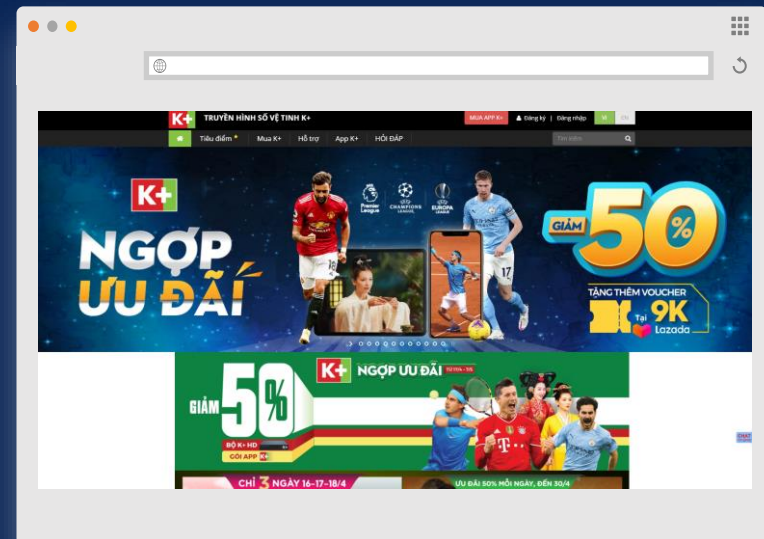 K+ TRUYỀN HÌNH SỐ VỆ TINH K+
MUA APP K+ Đăng ký | Đăng nhập VI EN
Tiêu điểm Mua K+ Hỗ trợ App K+ HỎI ĐÁP
Tìm kiếm
K+
NGỢP
ƯU ĐÃI
Premier
League
UEFA
CHAMPIONS
LEAGUE
UEFA
EUROPA
LEAGUE
18
17
GIẢM 50%
TẶNG THÊM VOUCHER
Tại 9K
Lazada
K+ NGỢP ƯU ĐÃI
GIẢM 50%
BỘ K+ HD
GÓI APP K+
CHỈ 3 NGÀY 16-17-18/4
ƯU ĐÃI 50% MỖI NGÀY, ĐẾN 30/4